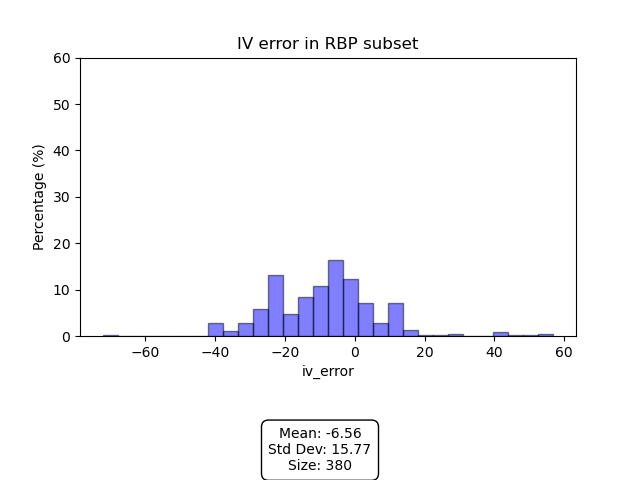 IV error in RBP subset
60
50
40
30
20
10
0
Percentage (%)
−60
−40
−20
0
20
40
60
iv_error
Mean: -6.56
Std Dev: 15.77
Size: 380